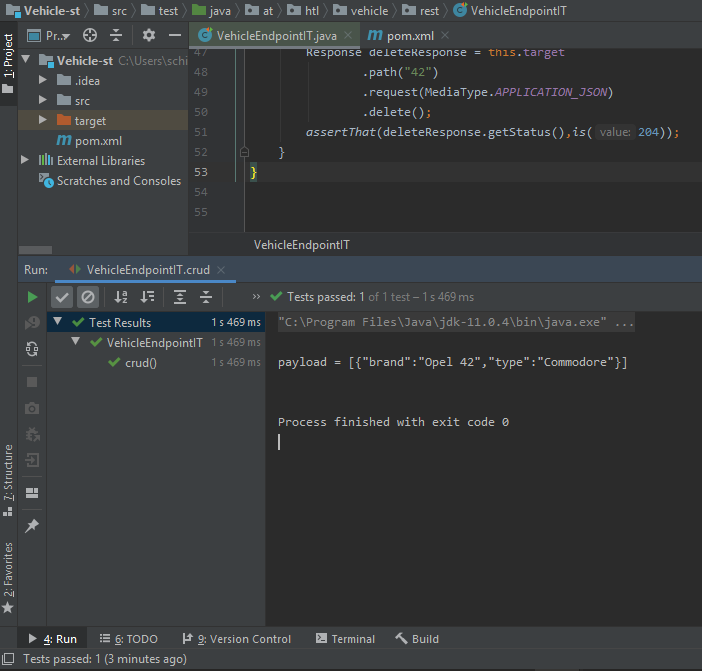 Vehicle-st src test java at htl vehicle rest VehicleEndpointIT
1: Project
Pr...
VehicleEndpointIT.java
pom.xml
Vehicle-st C:\Users\schi
.idea
src
target
pom.xml
External Libraries
Scratches and Consoles
47 Response deleteResponse = this.target
48 .path("42")
49 .request(MediaType.APPLICATION_JSON)
50 .delete();
51 assertThat(deleteResponse.getStatus(),is( value: 204));
52 }
53 }
54
55
VehicleEndpointIT
Run: VehicleEndpointIT.crud
» Tests passed: 1 of 1 test – 1 s 469 ms
Test Results 1 s 469 ms
VehicleEndpointIT 1 s 469 ms
crud() 1 s 469 ms
"C:\Program Files\Java\jdk-11.0.4\bin\java.exe" ...
payload = [{"brand":"Opel 42","type":"Commodore"}]
Process finished with exit code 0
7: Structure
2: Favorites
4: Run 6: TODO 9: Version Control Terminal Build
Tests passed: 1 (3 minutes ago)